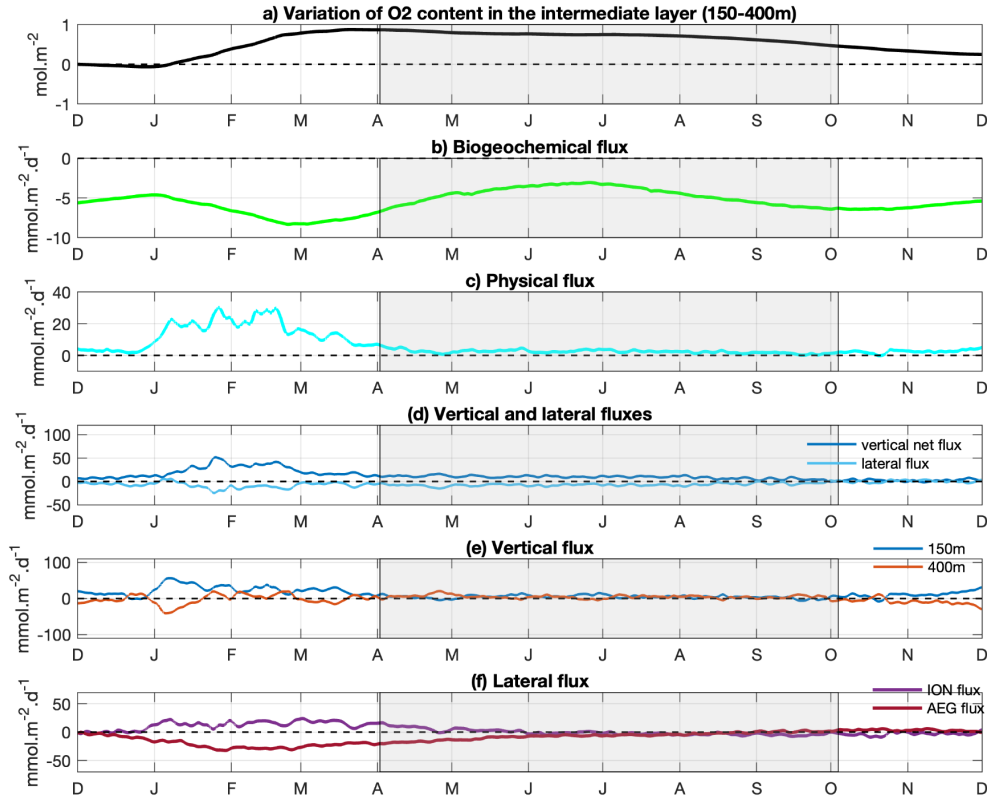 a) Variation of O2 content in the intermediate layer (150-400m)
mol.m-2
1
0
-1
D J F M A M J J A S O N D
b) Biogeochemical flux
mmol.m-2.d-1
0
-5
-10
D J F M A M J J A S O N D
c) Physical flux
mmol.m-2.d-1
40
20
0
D J F M A M J J A S O N D
(d) Vertical and lateral fluxes
mmol.m-2.d-1
100
50
0
-50
vertical net flux
lateral flux
D J F M A M J J A S O N D
(e) Vertical flux
mmol.m-2.d-1
100
0
-100
150m
400m
D J F M A M J J A S O N D
(f) Lateral flux
mmol.m-2.d-1
50
0
-50
ION flux
AEG flux
D J F M A M J J A S O N D